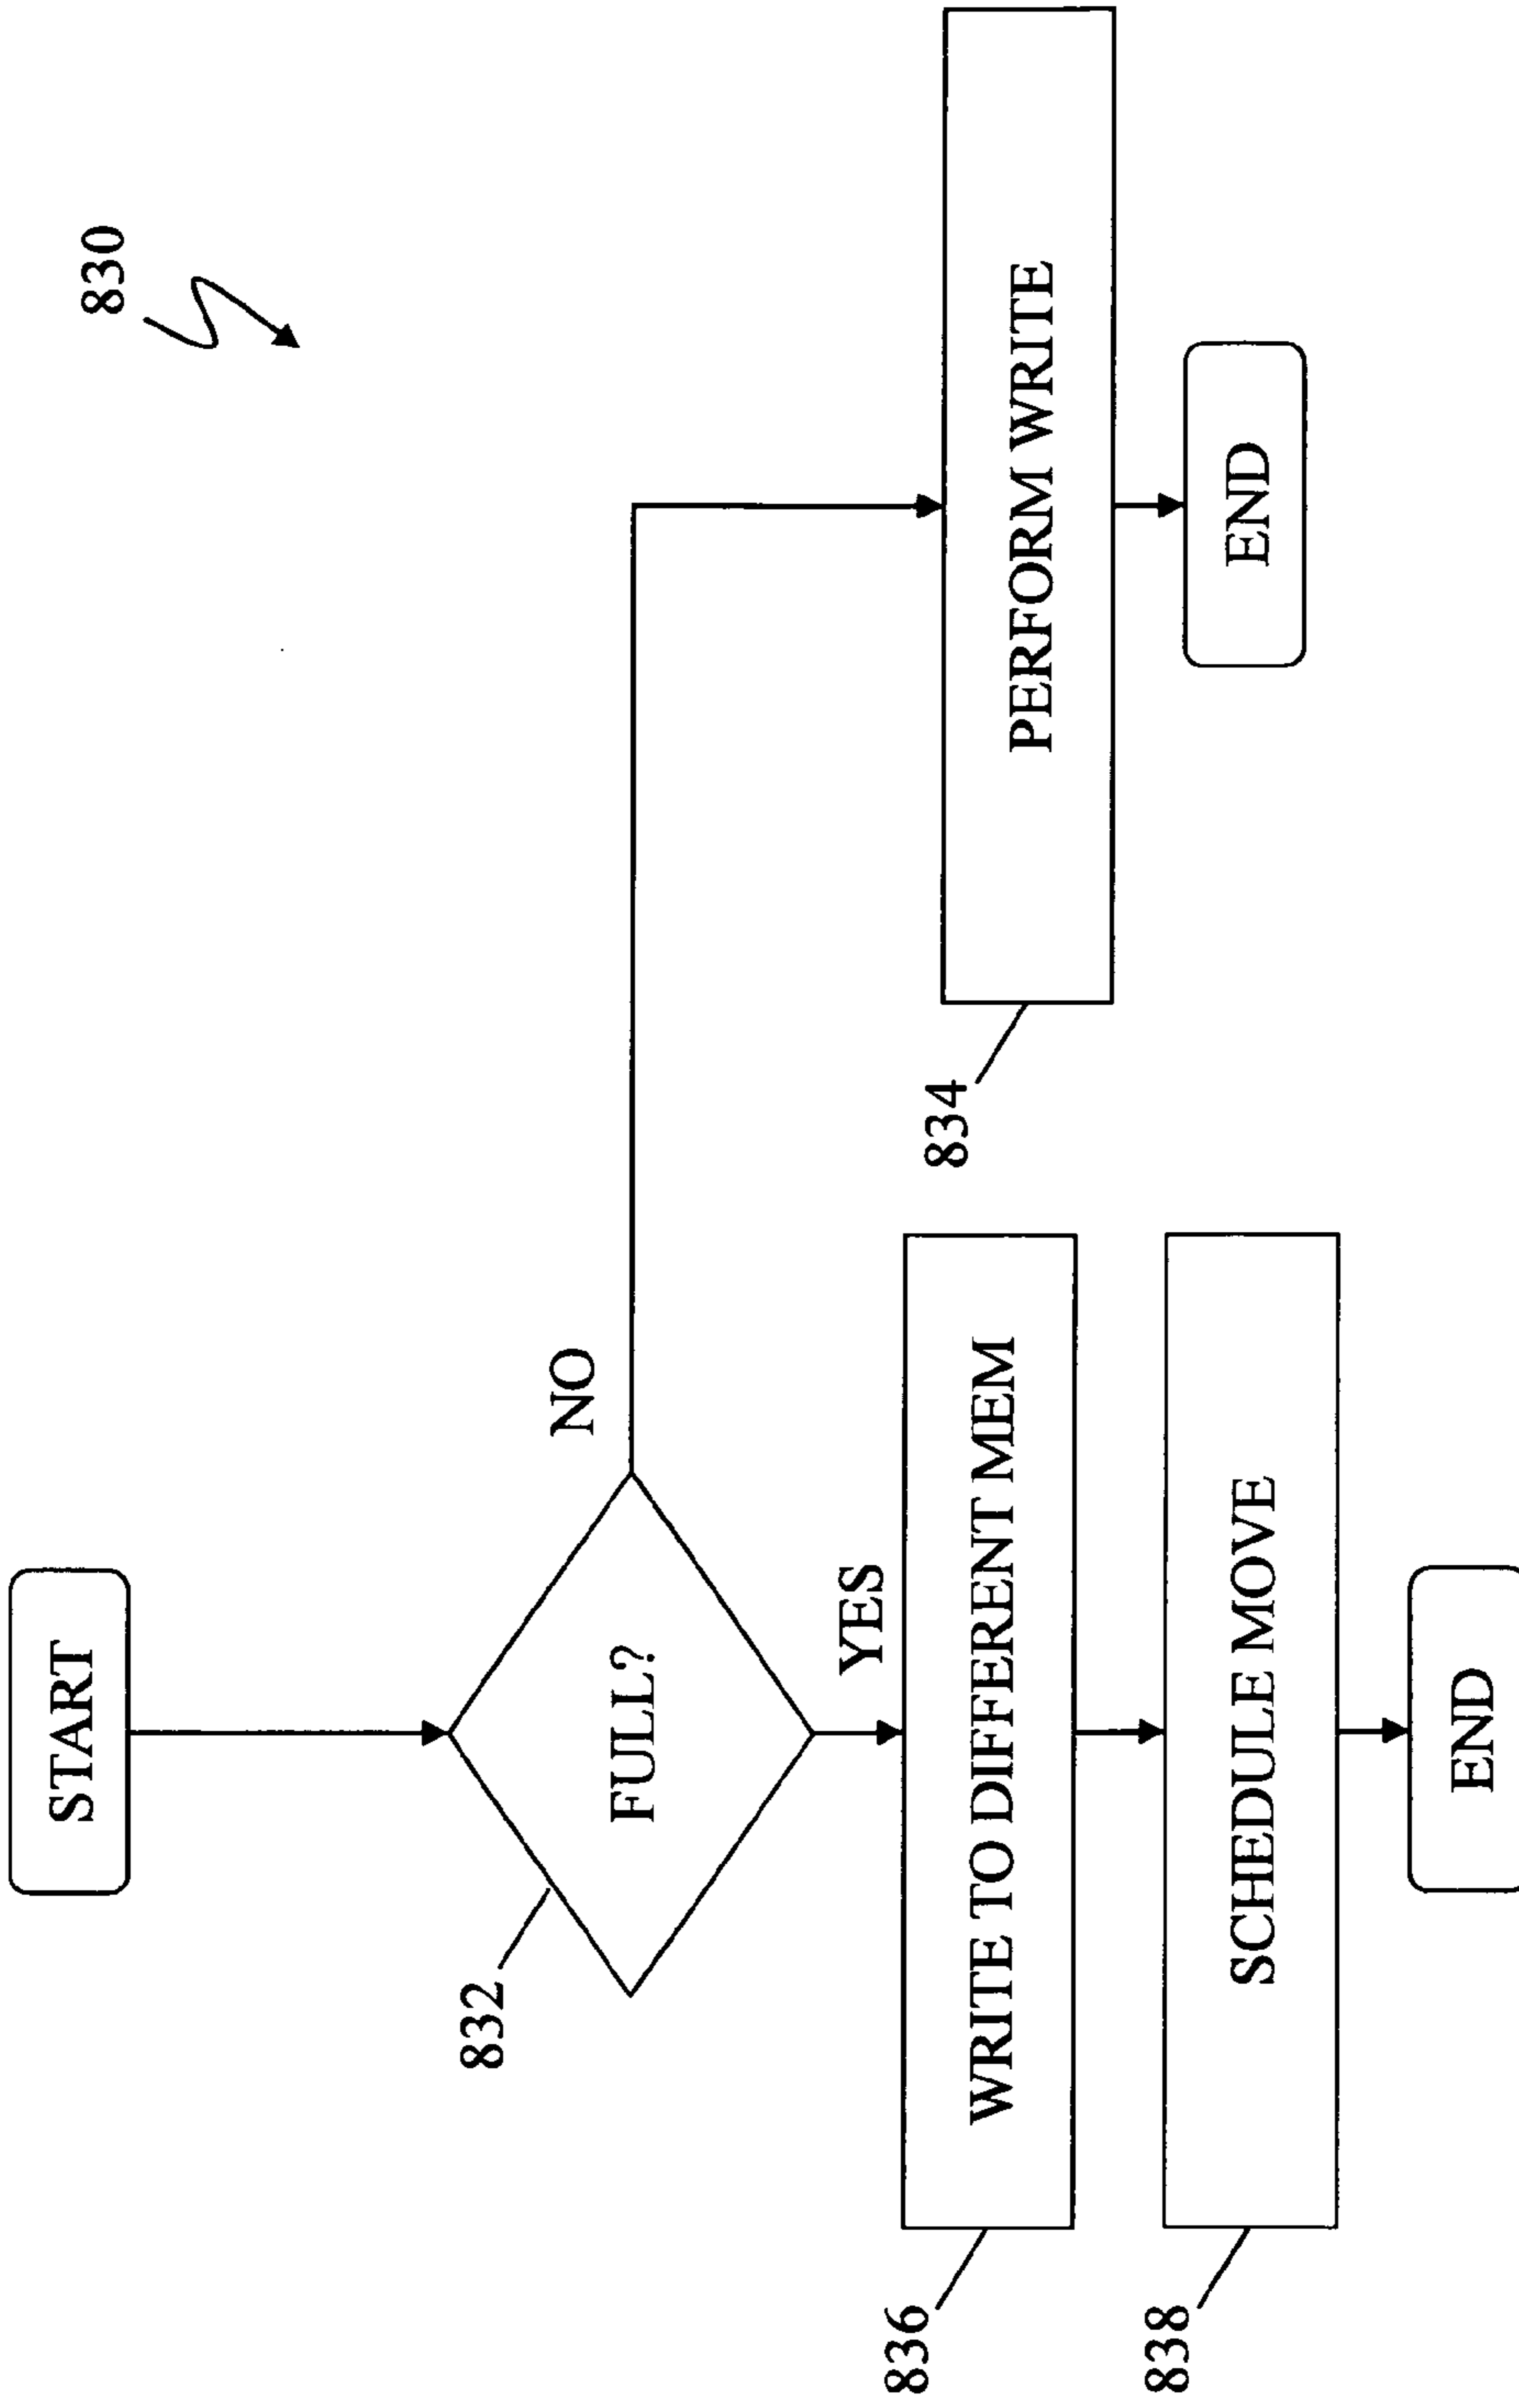 830
START
832
FULL?
NO
YES
836
WRITE TO DIFFERENT MEM
834
PERFORM WRITE
838
SCHEDULE MOVE
END
END